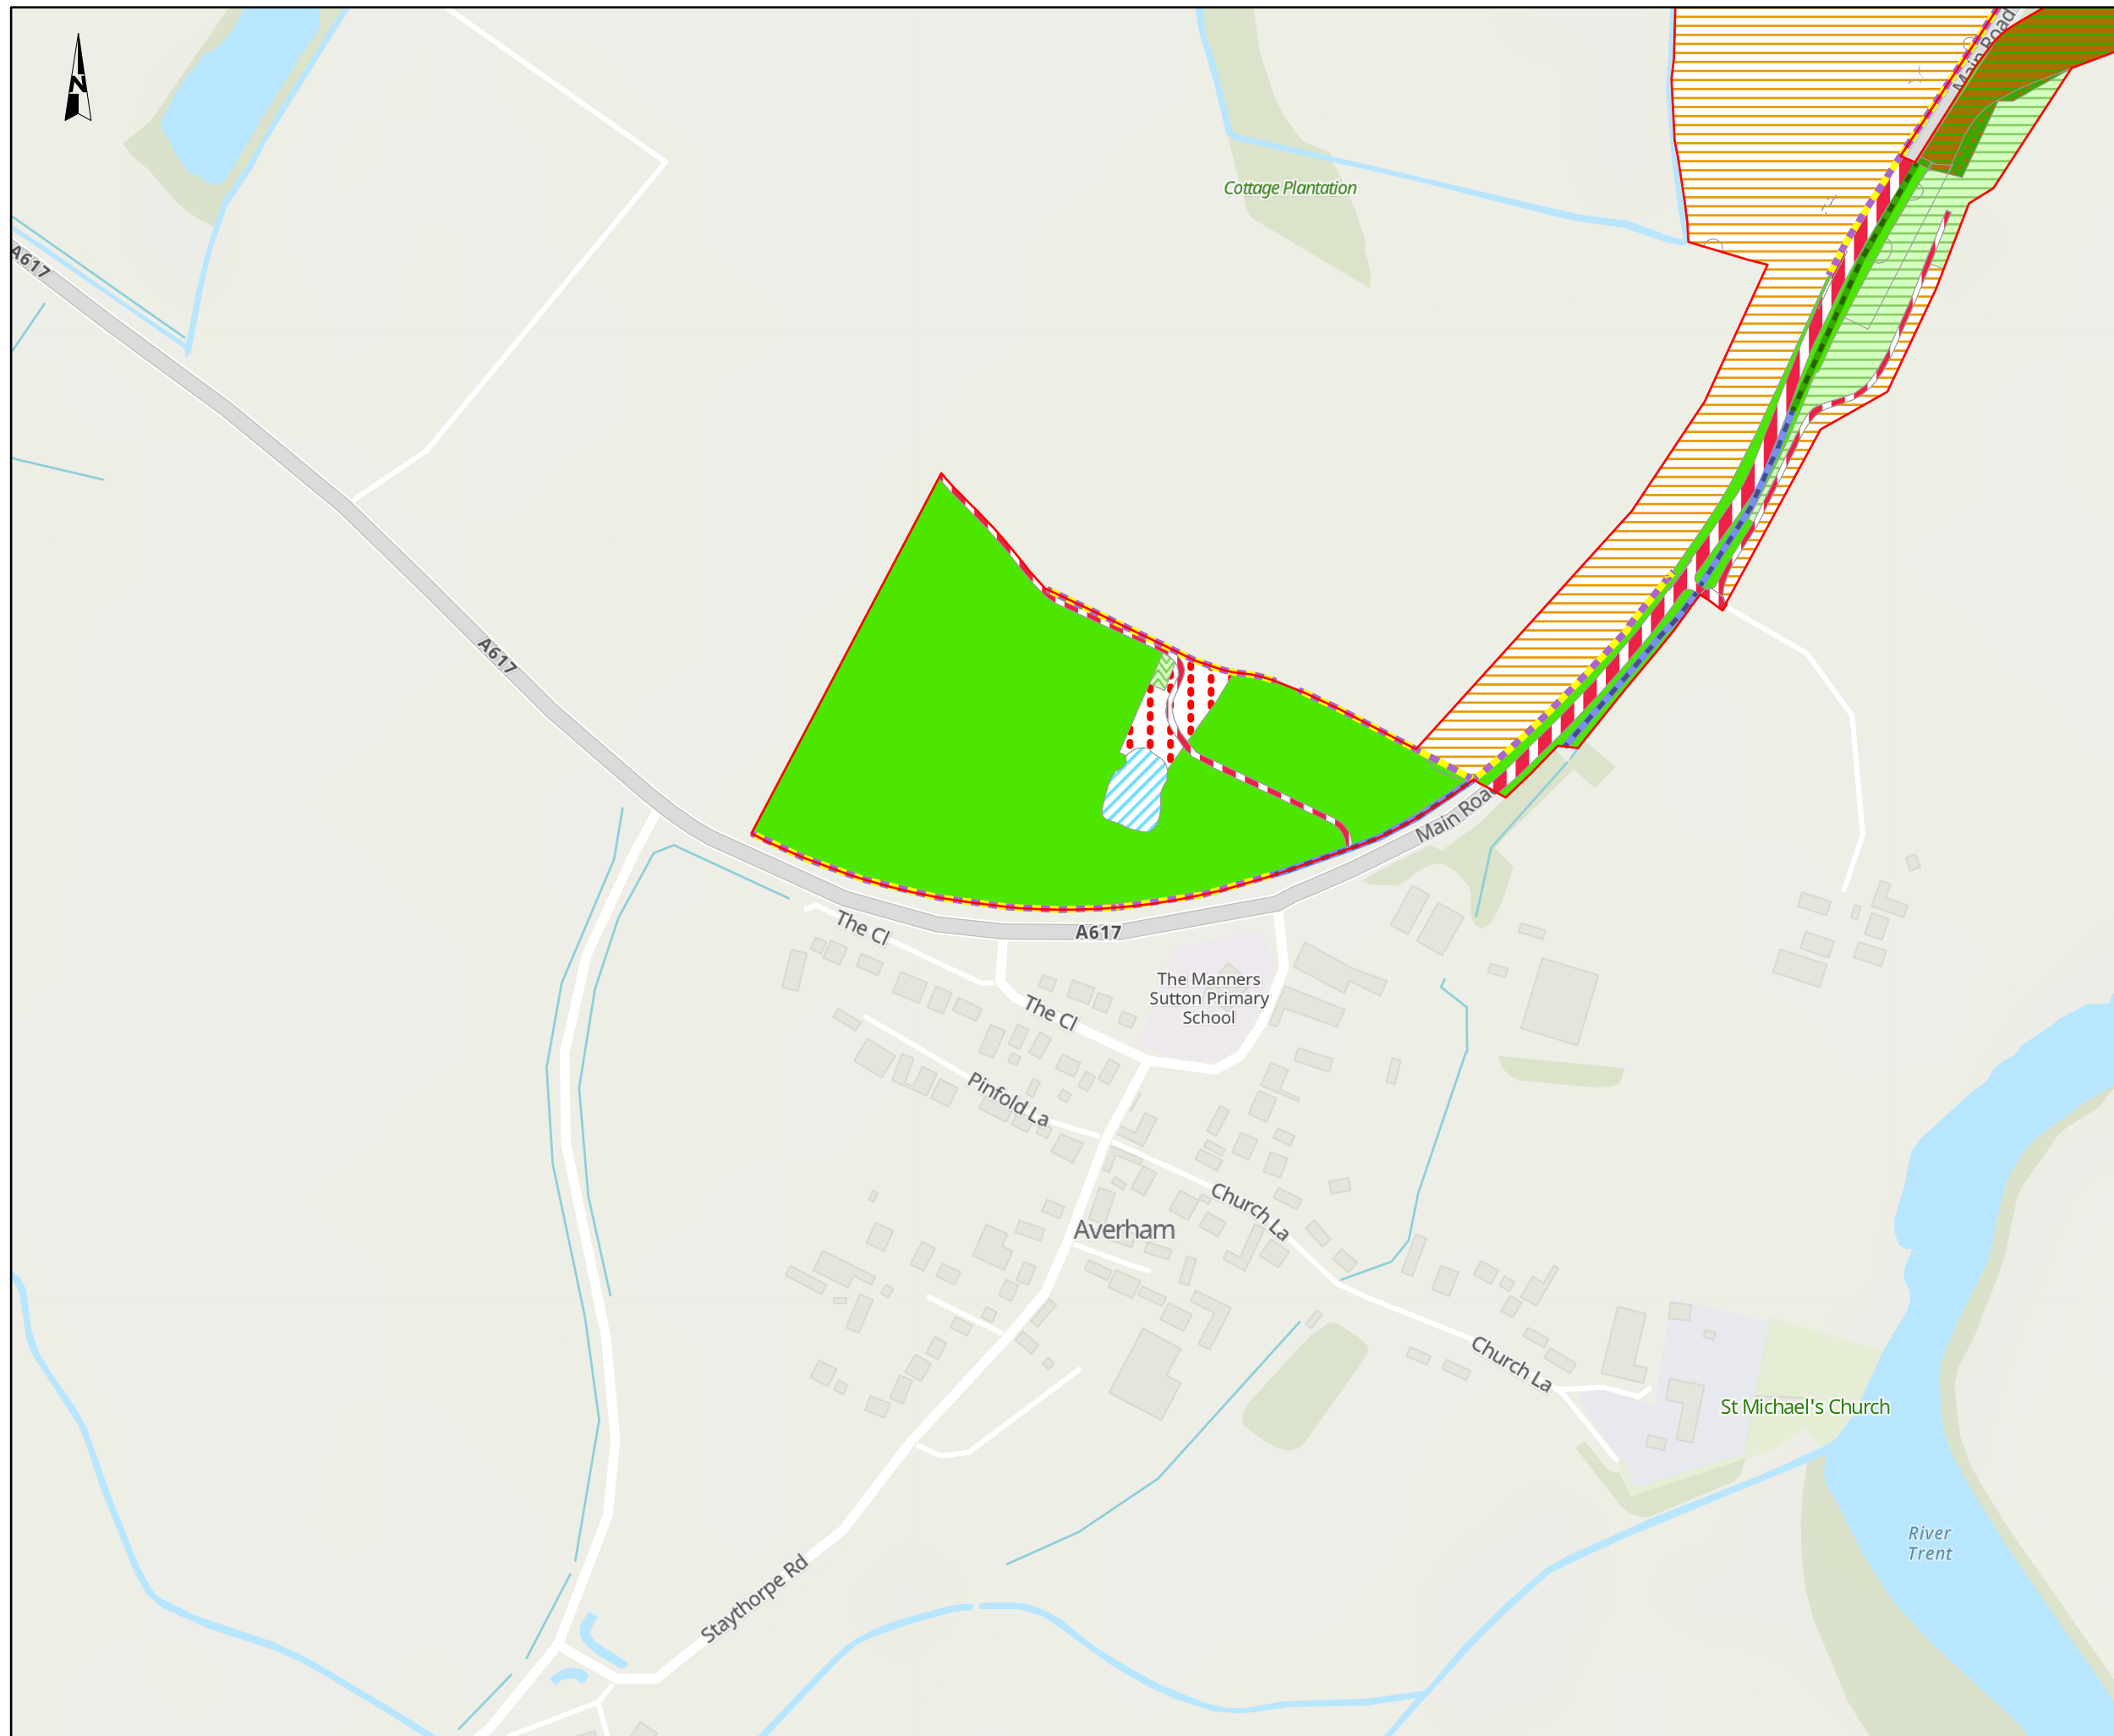 N
Main Road
Cottage Plantation
A617
A617
Main Roa
The Cl
A617
The Manners
Sutton Primary
School
The Cl
Pinfold La
Church La
Averham
Church La
St Michael's Church
River
Trent
Staythorpe Rd